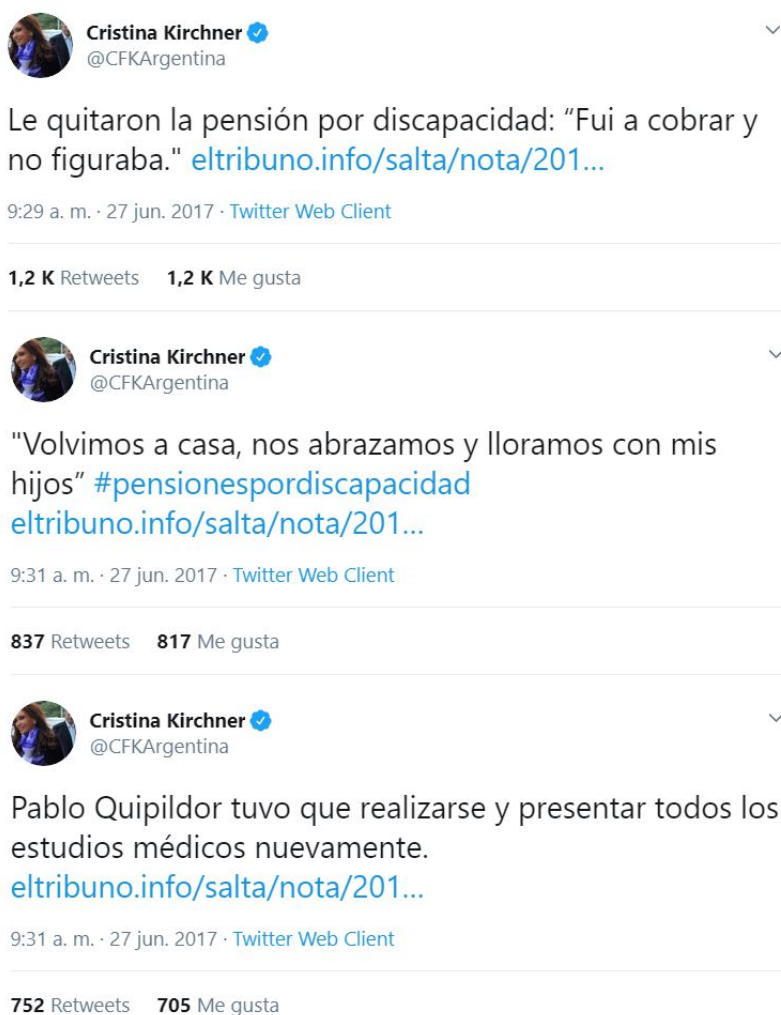 Cristina Kirchner
@CFKArgentina
Le quitaron la pensión por discapacidad: “Fui a cobrar y
no figuraba." eltribuno.info/salta/nota/201...
9:29 a. m. · 27 jun. 2017 · Twitter Web Client
1,2 K Retweets 1,2 K Me gusta
Cristina Kirchner
@CFKArgentina
"Volvimos a casa, nos abrazamos y lloramos con mis
hijos” #pensionespordiscapacidad
eltribuno.info/salta/nota/201...
9:31 a. m. · 27 jun. 2017 · Twitter Web Client
837 Retweets 817 Me gusta
Cristina Kirchner
@CFKArgentina
Pablo Quipildor tuvo que realizarse y presentar todos los
estudios médicos nuevamente.
eltribuno.info/salta/nota/201...
9:31 a. m. · 27 jun. 2017 · Twitter Web Client
752 Retweets 705 Me gusta